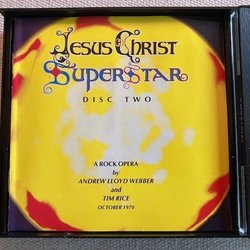 Jesus Christ
Superstar
DISC TWO
A ROCK OPERA
by
ANDREW LLOYD WEBBER
and
TIM RICE
OCTOBER 1970